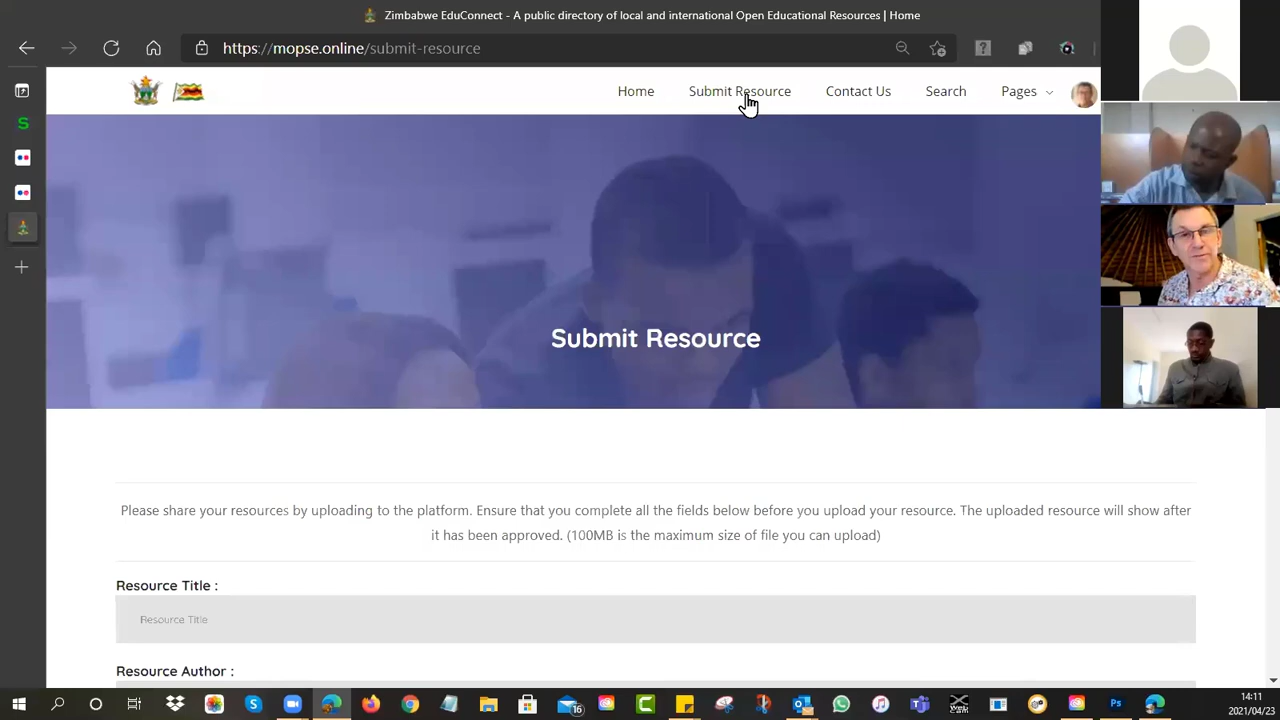 Zimbabwe EduConnect - A public directory of local and international Open Educational Resources | Home
https://mopse.online/submit-resource
Home Submit Resource Contact Us Search Pages
Submit Resource
Please share your resources by uploading to the platform. Ensure that you complete all the fields below before you upload your resource. The uploaded resource will show after
it has been approved. (100MB is the maximum size of file you can upload)
Resource Title :
Resource Title
Resource Author :
16
14:11
2021/04/23